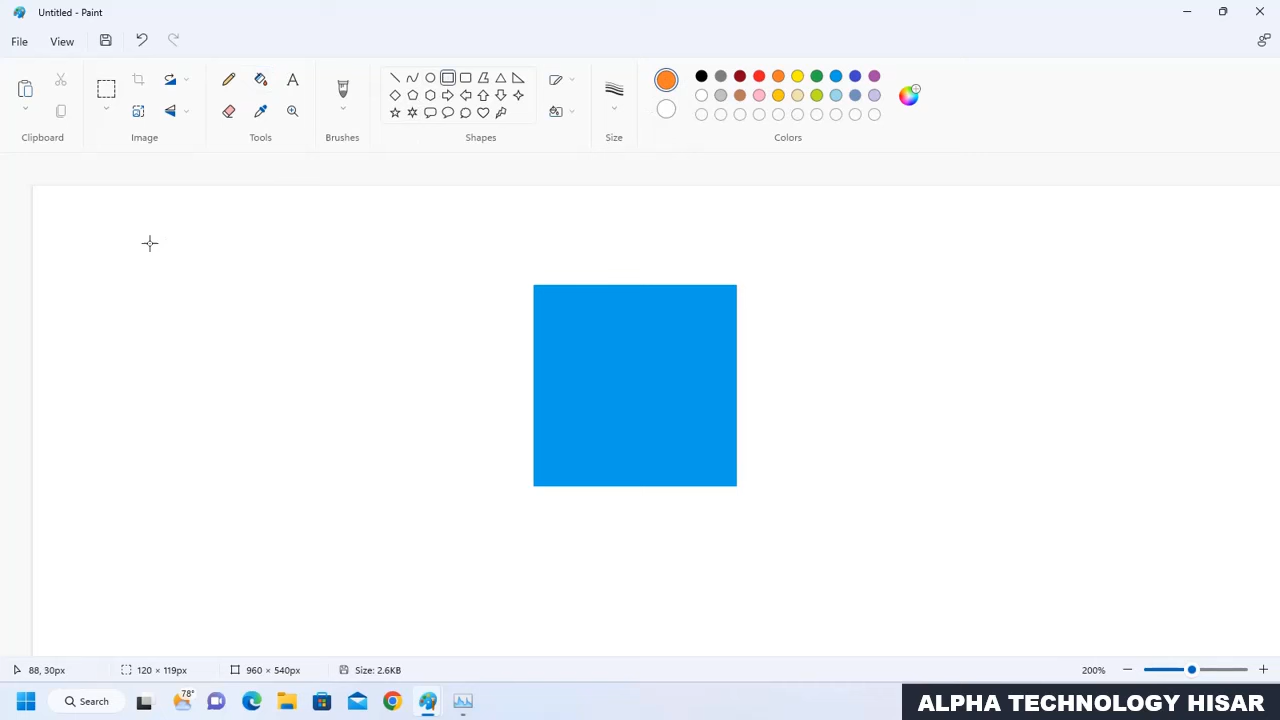 Untitled - Paint
File View
Clipboard
Image
Tools
Brushes
Shapes
Size
Colors
88, 30px
120 × 119px
960 × 540px
Size: 2.6KB
200%
Search
78°
ALPHA TECHNOLOGY HISAR